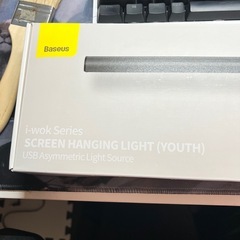 Baseus
i-wok Series
SCREEN HANGING LIGHT (YOUTH)
USB Asymmetric Light Source